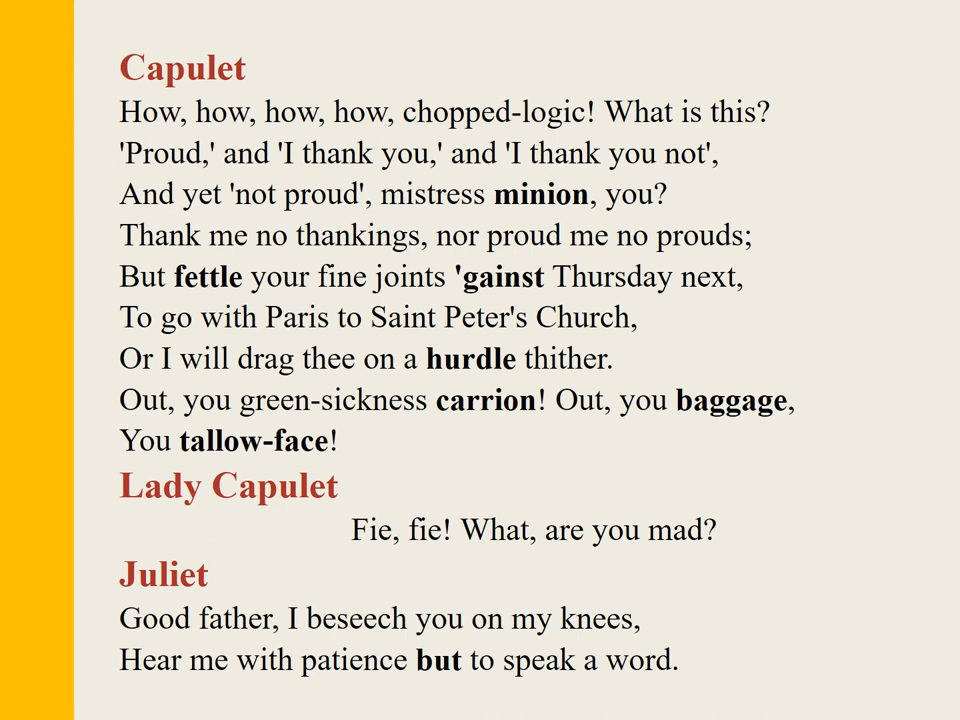 Capulet
How, how, how, how, chopped-logic! What is this?
'Proud,' and 'I thank you,' and 'I thank you not',
And yet 'not proud', mistress minion, you?
Thank me no thankings, nor proud me no prouds;
But fettle your fine joints 'gainst Thursday next,
To go with Paris to Saint Peter's Church,
Or I will drag thee on a hurdle thither.
Out, you green-sickness carrion! Out, you baggage,
You tallow-face!
Lady Capulet
Fie, fie! What, are you mad?
Juliet
Good father, I beseech you on my knees,
Hear me with patience but to speak a word.